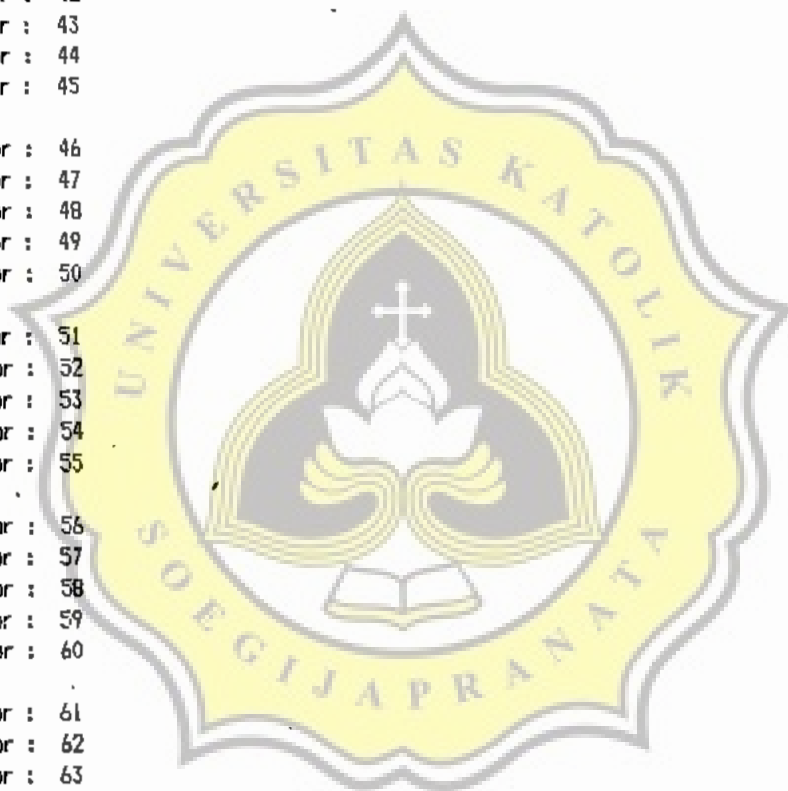 r : 43
r : 44
r : 45
or : 46
or : 47
or : 48
or : 49
or : 50
or : 51
or : 52
or : 53
or : 54
or : 55
or : 56
or : 57
or : 58
or : 59
or : 60
or : 61
or : 62
or : 63
UNIVERSITAS KATOLIK
SOEGIJAPRANATA